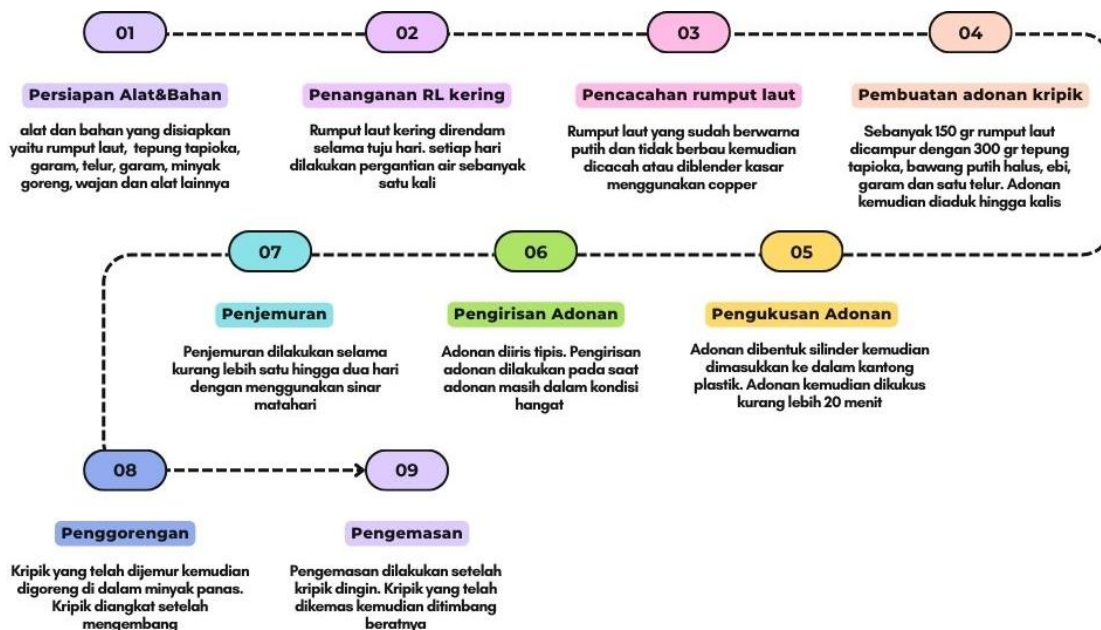 01
Persiapan Alat&Bahan
alat dan bahan yang disiapkan
yaitu rumput laut, tepung tapioka,
garam, telur, garam, minyak
goreng, wajan dan alat lainnya
02
Penanganan RL kering
Rumput laut kering direndam
selama tuju hari. setiap hari
dilakukan pergantian air sebanyak
satu kali
03
Pencacahan rumput laut
Rumput laut yang sudah berwarna
putih dan tidak berbau kemudian
dicacah atau diblender kasar
menggunakan copper
04
Pembuatan adonan kripik
Sebanyak 150 gr rumput laut
dicampur dengan 300 gr tepung
tapioka, bawang putih halus, ebi,
garam dan satu telur. Adonan
kemudian diaduk hingga kalis
05
Pengukusan Adonan
Adonan dibentuk silinder kemudian
dimasukkan ke dalam kantong
plastik. Adonan kemudian dikukus
kurang lebih 20 menit
06
Pengirisan Adonan
Adonan diiris tipis. Pengirisan
adonan dilakukan pada saat
adonan masih dalam kondisi
hangat
07
Penjemuran
Penjemuran dilakukan selama
kurang lebih satu hingga dua hari
dengan menggunakan sinar
matahari
08
Penggorengan
Kripik yang telah dijemur kemudian
digoreng di dalam minyak panas.
Kripik diangkat setelah
mengembang
09
Pengemasan
Pengemasan dilakukan setelah
kripik dingin. Kripik yang telah
dikemas kemudian ditimbang
beratnya